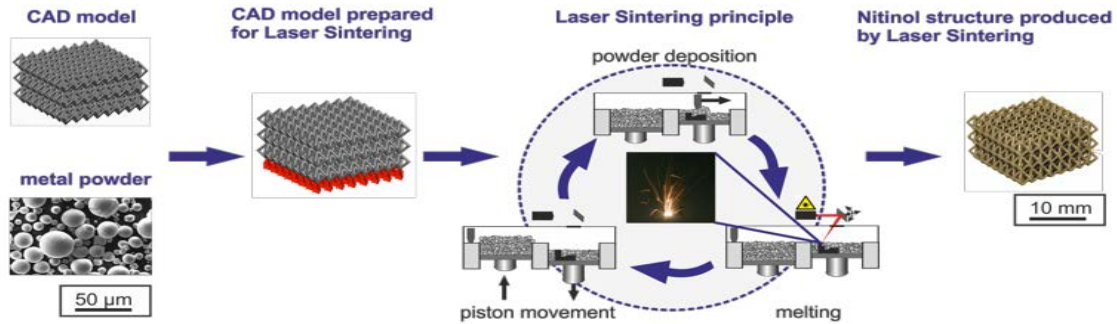 CAD model
metal powder
50 µm
CAD model prepared
for Laser Sintering
Laser Sintering principle
powder deposition
melting
piston movement
Nitinol structure produced
by Laser Sintering
10 mm